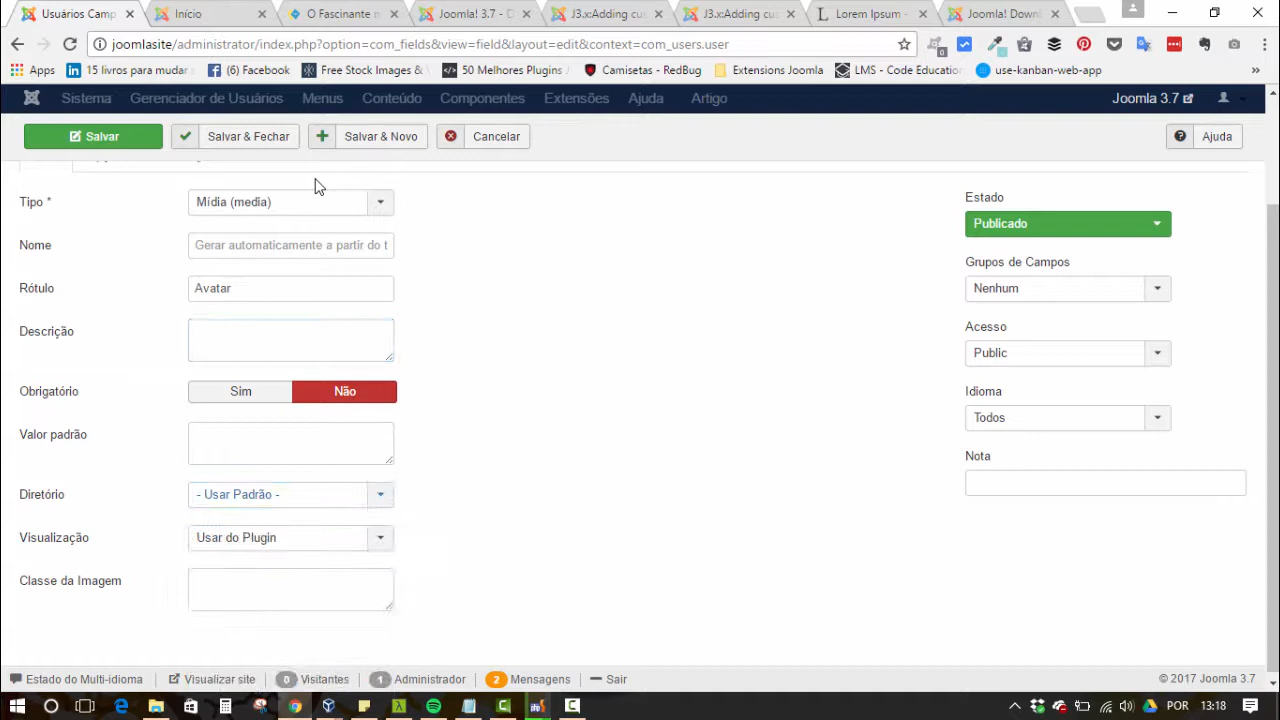 Usuários Camp
Início
O Fascinante m
Joomla! 3.7 - D
J3.x:Adding cu
J3.x:Adding cus
Lorem Ipsum -
Joomla! Down
joomlasite/administrator/index.php?option=com_fields&view=field&layout=edit&context=com_users.user
Apps
15 livros para mudar
(6) Facebook
Free Stock Images &
50 Melhores Plugins
Camisetas - RedBug
Extensões Joomla
LMS - Code Educatio
use-kanban-web-app
Sistema Gerenciador de Usuários Menus Conteúdo Componentes Extensões Ajuda Artigo Joomla 3.7
Salvar Salvar & Fechar Salvar & Novo Cancelar Ajuda
Tipo * Mídia (media)
Nome Gerar automaticamente a partir do t
Rótulo Avatar
Descrição
Obrigatório Sim Não
Valor padrão
Diretório - Usar Padrão -
Visualização Usar do Plugin
Classe da Imagem
Estado
Publicado
Grupos de Campos
Nenhum
Acesso
Public
Idioma
Todos
Nota
Estado do Multi-idioma Visualizar site 0 Visitantes 1 Administrador 2 Mensagens Sair © 2017 Joomla 3.7
POR 13:18